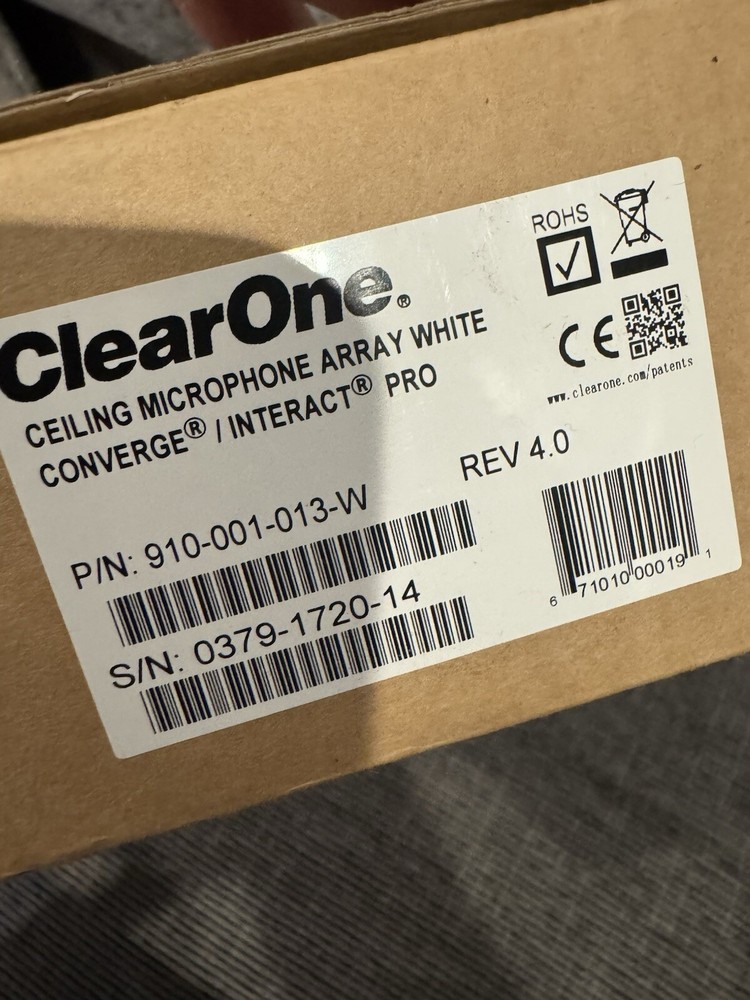 ClearOne®
CEILING MICROPHONE ARRAY WHITE
CONVERGE® / INTERACT® PRO
ROHS
CE
www.clearone.com/patents
REV 4.0
P/N: 910-001-013-W
S/N: 0379-1720-14
6 71010 00019 1